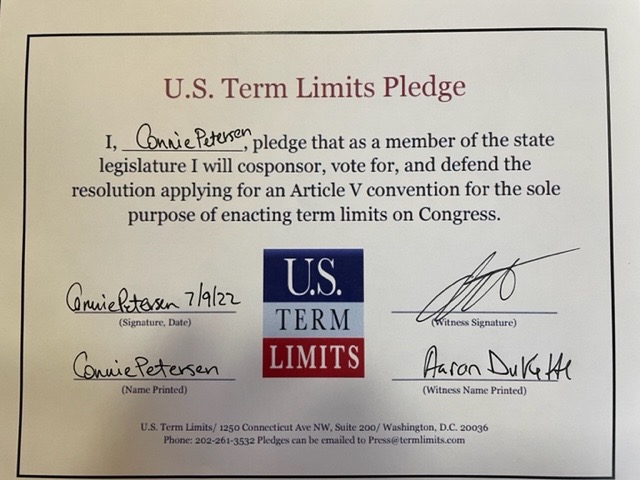 U.S. Term Limits Pledge
I, Connie Petersen, pledge that as a member of the state
legislature I will cosponsor, vote for, and defend the
resolution applying for an Article V convention for the sole
purpose of enacting term limits on Congress.
Connie Petersen 7/9/22
(Signature, Date)
(Witness Signature)
U.S.
TERM
LIMITS
Connie Petersen
(Name Printed)
Aaron DuKette
(Witness Name Printed)
U.S. Term Limits/ 1250 Connecticut Ave NW, Suite 200/ Washington, D.C. 20036
Phone: 202-261-3532 Pledges can be emailed to Press@termlimits.com